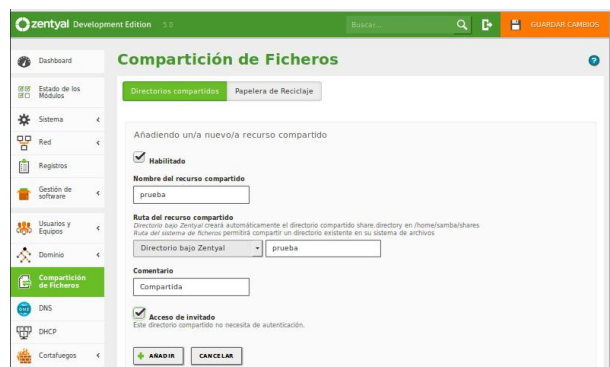 zentyal Development Edition 5.0
Buscar...
GUARDAR CAMBIOS
Dashboard
Estado de los
Módulos
Sistema
Red
Registros
Gestión de
software
Usuarios y
Equipos
Dominio
Compartición
de Ficheros
DNS
DHCP
Cortafuegos
Compartición de Ficheros
Directorios compartidos
Papelera de Reciclaje
Añadiendo un/a nuevo/a recurso compartido
Habilitado
Nombre del recurso compartido
prueba
Ruta del recurso compartido
Directorio bajo Zentyal creará automáticamente el directorio compartido share.directory en /home/samba/shares
Ruta del sistema de ficheros permitirá compartir un directorio existente en su sistema de archivos
Directorio bajo Zentyal
prueba
Comentario
Compartida
Acceso de invitado
Este directorio compartido no necesita de autenticación.
AÑADIR
CANCELAR